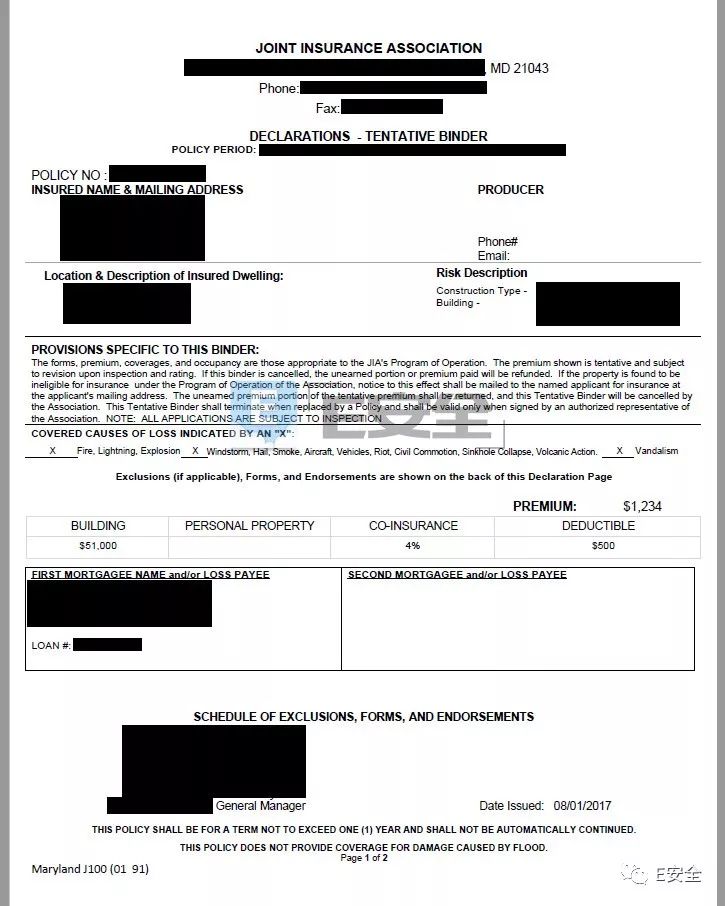 JOINT INSURANCE ASSOCIATION
, MD 21043
Phone:
Fax:
DECLARATIONS - TENTATIVE BINDER
POLICY PERIOD:
POLICY NO :
INSURED NAME & MAILING ADDRESS
PRODUCER
Phone#
Email:
Location & Description of Insured Dwelling:
Risk Description
Construction Type -
Building -
PROVISIONS SPECIFIC TO THIS BINDER:
The forms, premium, coverages, and occupancy are those appropriate to the JIA's Program of Operation. The premium shown is tentative and subject
to revision upon inspection and rating. If this binder is cancelled, the unearned portion or premium paid will be refunded. If the property is found to be
ineligible for insurance under the Program of Operation of the Association, notice to this effect shall be mailed to the named applicant for insurance at
the applicant's mailing address. The unearned premium portion of the tentative premium shall be returned, and this Tentative Binder will be cancelled by
the Association. This Tentative Binder shall terminate when replaced by a Policy and shall be valid only when signed by an authorized representative of
the Association. NOTE: ALL APPLICATIONS ARE SUBJECT TO INSPECTION
E安全
COVERED CAUSES OF LOSS INDICATED BY AN "X":
X Fire, Lightning, Explosion X Windstorm, Hail, Smoke, Aircraft, Vehicles, Riot, Civil Commotion, Sinkhole Collapse, Volcanic Action. X Vandalism
Exclusions (if applicable), Forms, and Endorsements are shown on the back of this Declaration Page
PREMIUM: $1,234
BUILDING PERSONAL PROPERTY CO-INSURANCE DEDUCTIBLE
$51,000 4% $500
FIRST MORTGAGEE NAME and/or LOSS PAYEE
SECOND MORTGAGEE and/or LOSS PAYEE
LOAN #:
SCHEDULE OF EXCLUSIONS, FORMS, AND ENDORSEMENTS
General Manager
Date Issued: 08/01/2017
THIS POLICY SHALL BE FOR A TERM NOT TO EXCEED ONE (1) YEAR AND SHALL NOT BE AUTOMATICALLY CONTINUED.
THIS POLICY DOES NOT PROVIDE COVERAGE FOR DAMAGE CAUSED BY FLOOD.
Page 1 of 2
Maryland J100 (01 91)
E安全